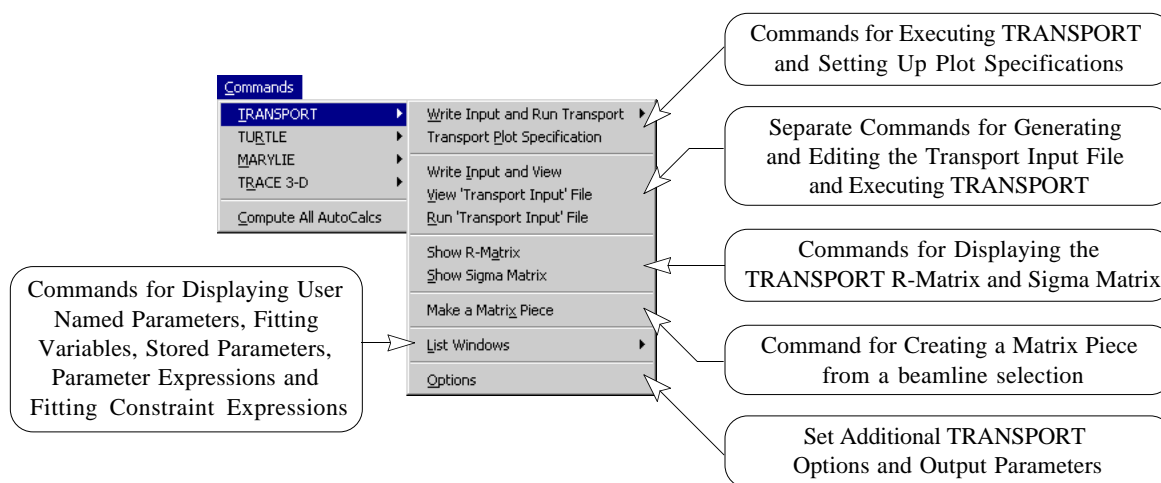 Commands for Executing TRANSPORT
and Setting Up Plot Specifications
Commands
TRANSPORT
TURTLE
MARYLIE
TRACE 3-D
Compute All AutoCalcs
Write Input and Run Transport
Transport Plot Specification
Write Input and View
View 'Transport Input' File
Run 'Transport Input' File
Show R-Matrix
Show Sigma Matrix
Make a Matrix Piece
List Windows
Options
Separate Commands for Generating
and Editing the Transport Input File
and Executing TRANSPORT
Commands for Displaying the
TRANSPORT R-Matrix and Sigma Matrix
Commands for Displaying User
Named Parameters, Fitting
Variables, Stored Parameters,
Parameter Expressions and
Fitting Constraint Expressions
Command for Creating a Matrix Piece
from a beamline selection
Set Additional TRANSPORT
Options and Output Parameters